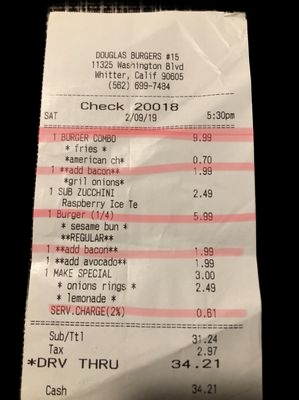 DOUGLAS BURGERS #15
11325 Washington Blvd
Whitter, Calif 90605
(562) 699-7484
Check 20018
SAT 2/09/19 5:30pm
1 BURGER COMBO 9.99
* fries *
*american ch* 0.70
1 **add bacon** 1.99
*gril onions*
1 SUB ZUCCHINI 2.49
Raspberry Ice Te
1 Burger (1/4) 5.99
* sesame bun *
**REGULAR**
1 **add bacon** 1.99
1 **add avocado** 1.99
1 MAKE SPECIAL 3.00
* onions rings * 2.49
* lemonade *
SERV.CHARGE(2%) 0.61
Sub/Ttl 31.24
Tax 2.97
*DRV THRU 34.21
Cash 34.21